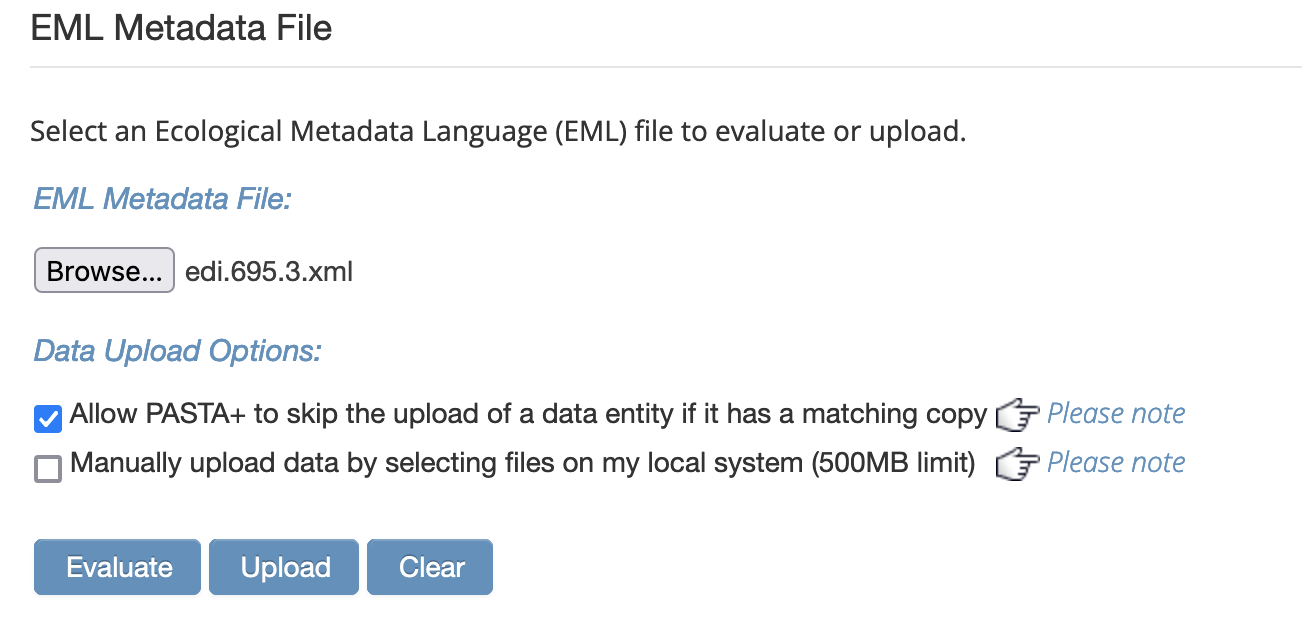 EML Metadata File
Select an Ecological Metadata Language (EML) file to evaluate or upload.
EML Metadata File:
Browse... edi.695.3.xml
Data Upload Options:
Allow PASTA+ to skip the upload of a data entity if it has a matching copy Please note
Manually upload data by selecting files on my local system (500MB limit) Please note
Evaluate Upload Clear